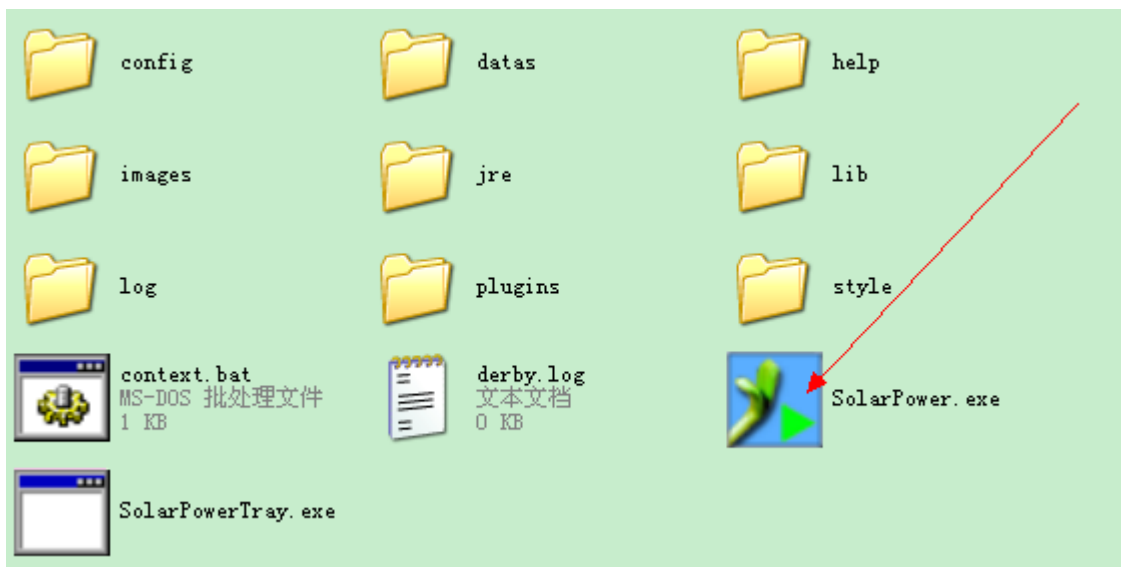 config
datas
help
images
jre
lib
log
plugins
style
context.bat
MS-DOS 批处理文件
1 KB
derby.log
文本文档
0 KB
SolarPower.exe
SolarPowerTray.exe